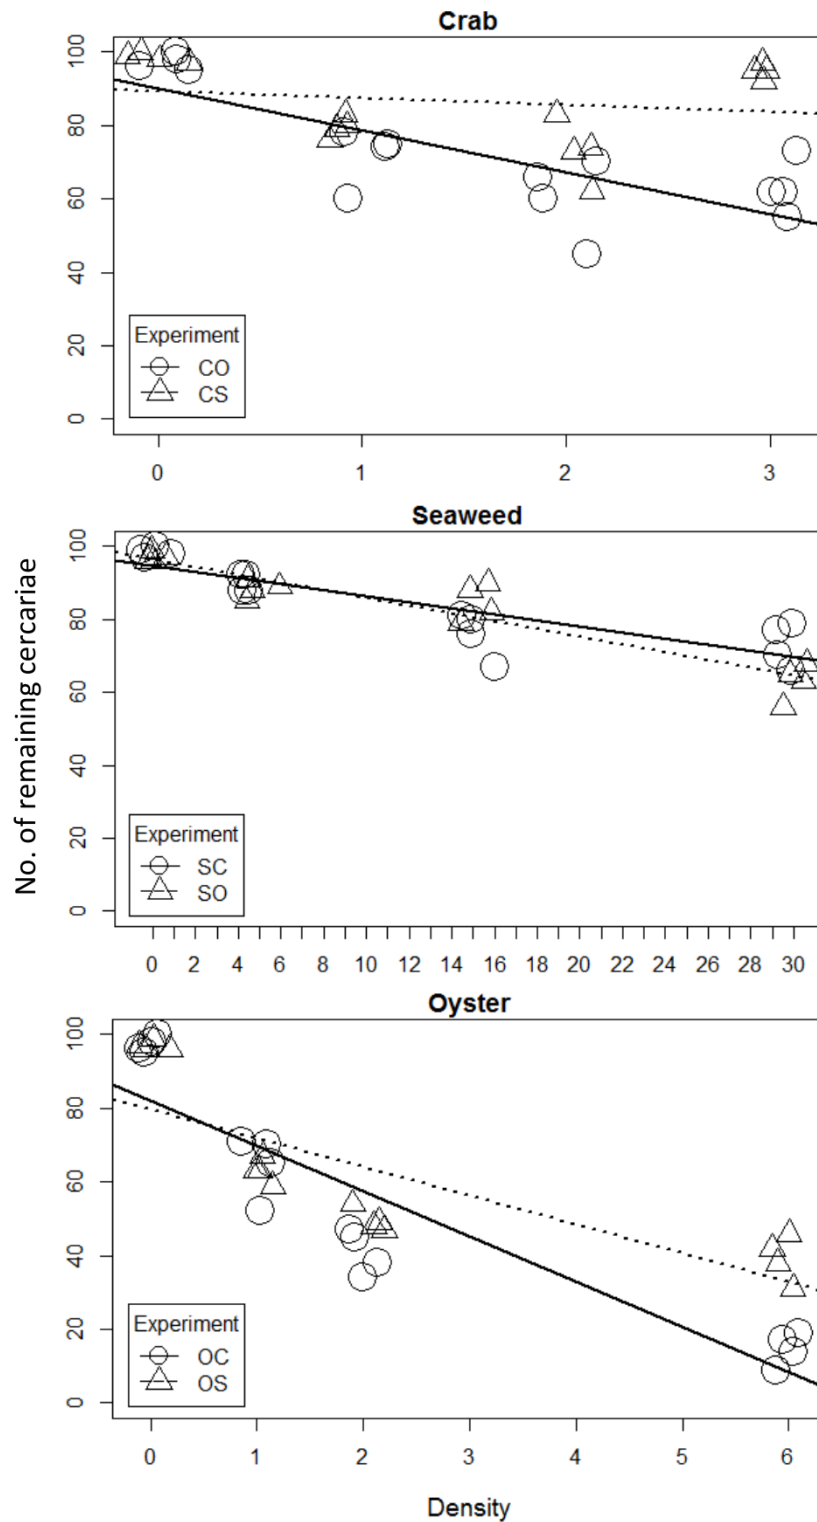 Crab
100
80
60
40
20
0
Experiment
CO
CS
0 1 2 3
Seaweed
No. of remaining cercariae
100
80
60
40
20
0
Experiment
SC
SO
0 2 4 6 8 10 12 14 16 18 20 22 24 26 28 30
Oyster
100
80
60
40
20
0
Experiment
OC
OS
0 1 2 3 4 5 6
Density